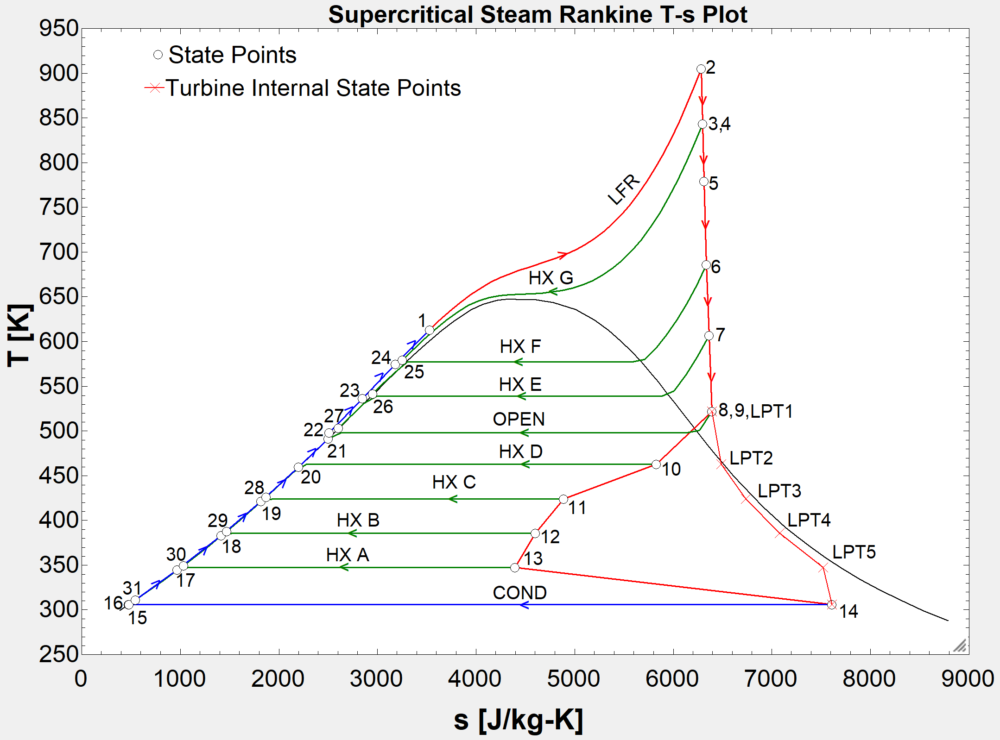 Supercritical Steam Rankine T-s Plot
950
900
850
800
750
700
650
600
550
500
450
400
350
300
250
T [K]
State Points
Turbine Internal State Points
2
3,4
LFR
5
6
HX G
1
7
HX F
24
25
HX E
23
26
8,9,LPT1
OPEN
27
22
21
HX D
LPT2
10
20
HX C
28
LPT3
11
19
HX B
29
LPT4
12
18
HX A
30
13
LPT5
17
31
COND
16
15
14
0
1000
2000
3000
4000
5000
6000
7000
8000
9000
s [J/kg-K]